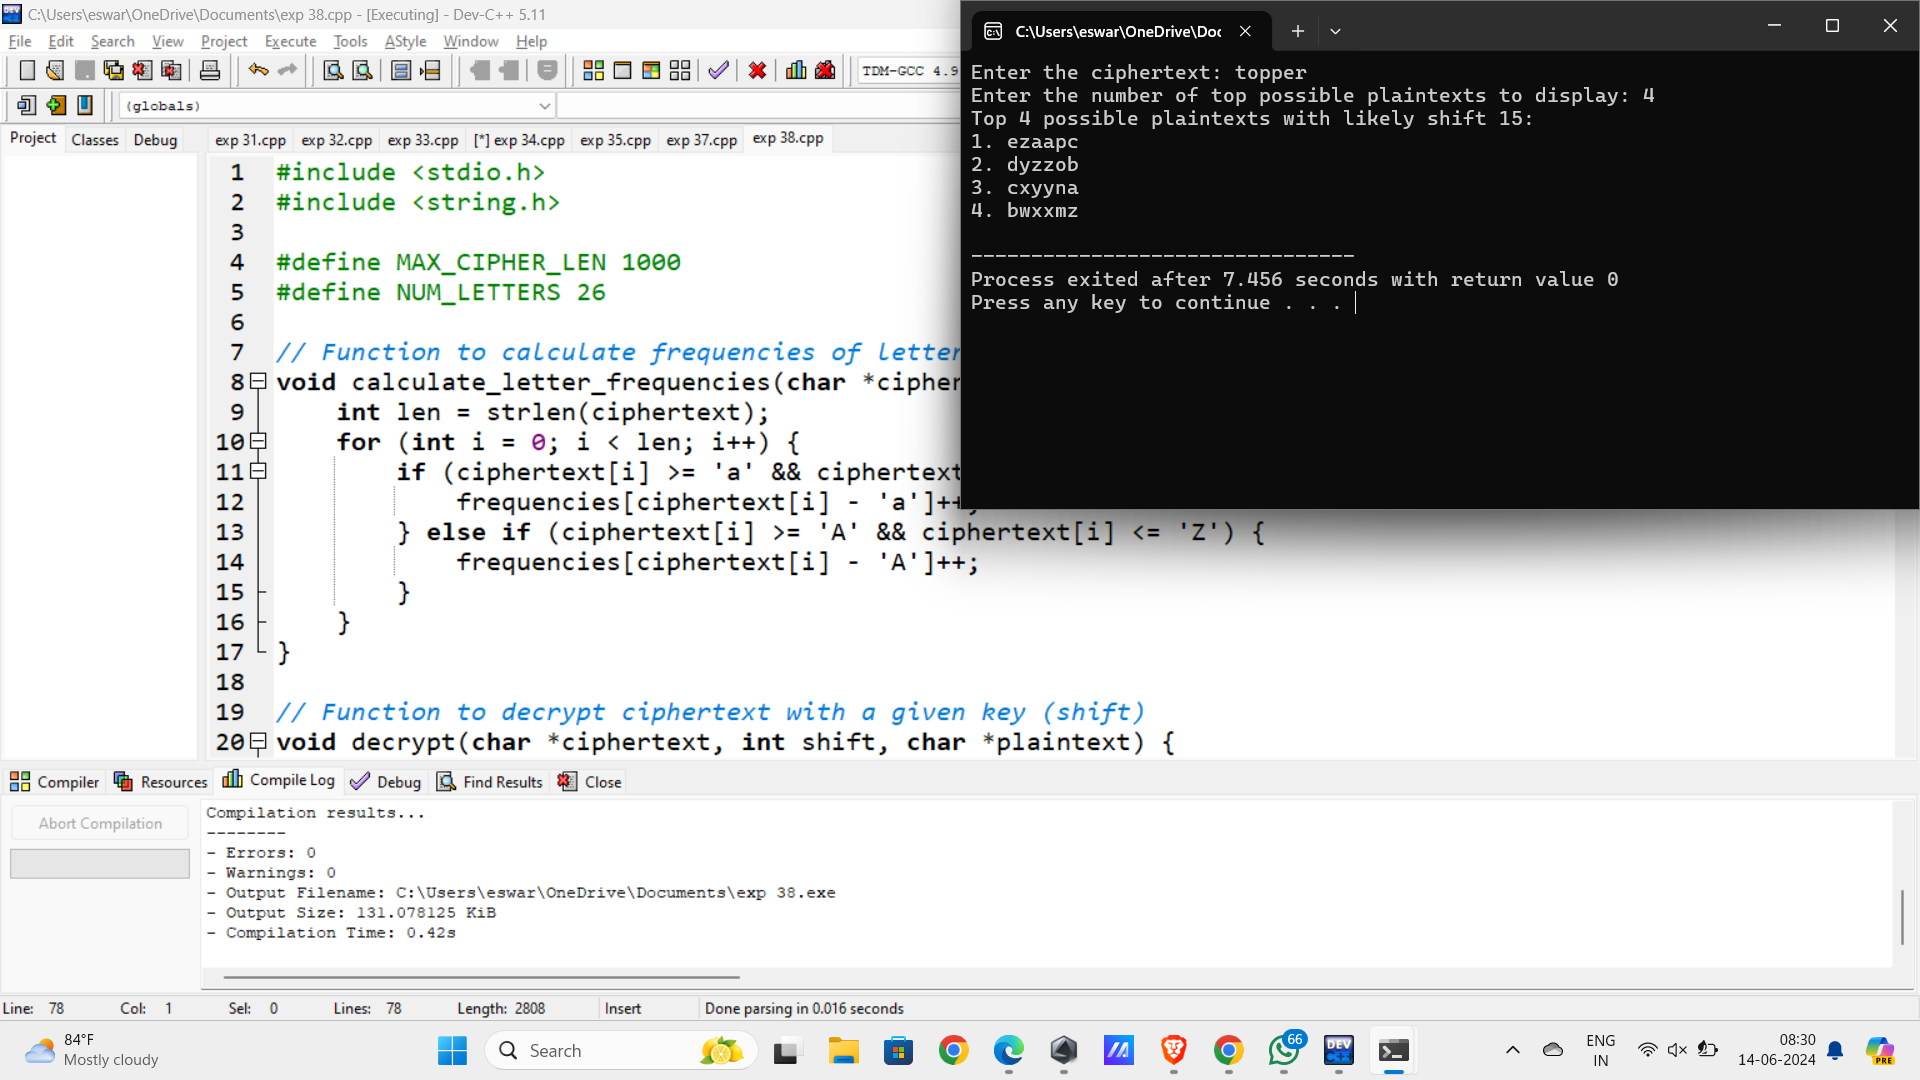 C:\Users\eswar\OneDrive\Documents\exp 38.cpp - [Executing] - Dev-C++ 5.11
File Edit Search View Project Execute Tools AStyle Window Help
TDM-GCC 4.9
(globals)
Project Classes Debug
exp 31.cpp exp 32.cpp exp 33.cpp [*] exp 34.cpp exp 35.cpp exp 37.cpp exp 38.cpp
1 #include <stdio.h>
2 #include <string.h>
3
4 #define MAX_CIPHER_LEN 1000
5 #define NUM_LETTERS 26
6
7 // Function to calculate frequencies of letter
8 void calculate_letter_frequencies(char *cipher
9 int len = strlen(ciphertext);
10 for (int i = 0; i < len; i++) {
11 if (ciphertext[i] >= 'a' && ciphertext
12 frequencies[ciphertext[i] - 'a']++;
13 } else if (ciphertext[i] >= 'A' && ciphertext[i] <= 'Z') {
14 frequencies[ciphertext[i] - 'A']++;
15 }
16 }
17 }
18
19 // Function to decrypt ciphertext with a given key (shift)
20 void decrypt(char *ciphertext, int shift, char *plaintext) {
C:\Users\eswar\OneDrive\Doc
Enter the ciphertext: topper
Enter the number of top possible plaintexts to display: 4
Top 4 possible plaintexts with likely shift 15:
1. ezaapc
2. dyzzob
3. cxyyna
4. bwxxmz
--------------------------------
Process exited after 7.456 seconds with return value 0
Press any key to continue . . .
Compiler Resources Compile Log Debug Find Results Close
Abort Compilation
Compilation results...
--------
- Errors: 0
- Warnings: 0
- Output Filename: C:\Users\eswar\OneDrive\Documents\exp 38.exe
- Output Size: 131.078125 KiB
- Compilation Time: 0.42s
Line: 78 Col: 1 Sel: 0 Lines: 78 Length: 2808 Insert Done parsing in 0.016 seconds
84°F
Mostly cloudy
Search
DEV
C++
66
PRE
ENG
IN
08:30
14-06-2024